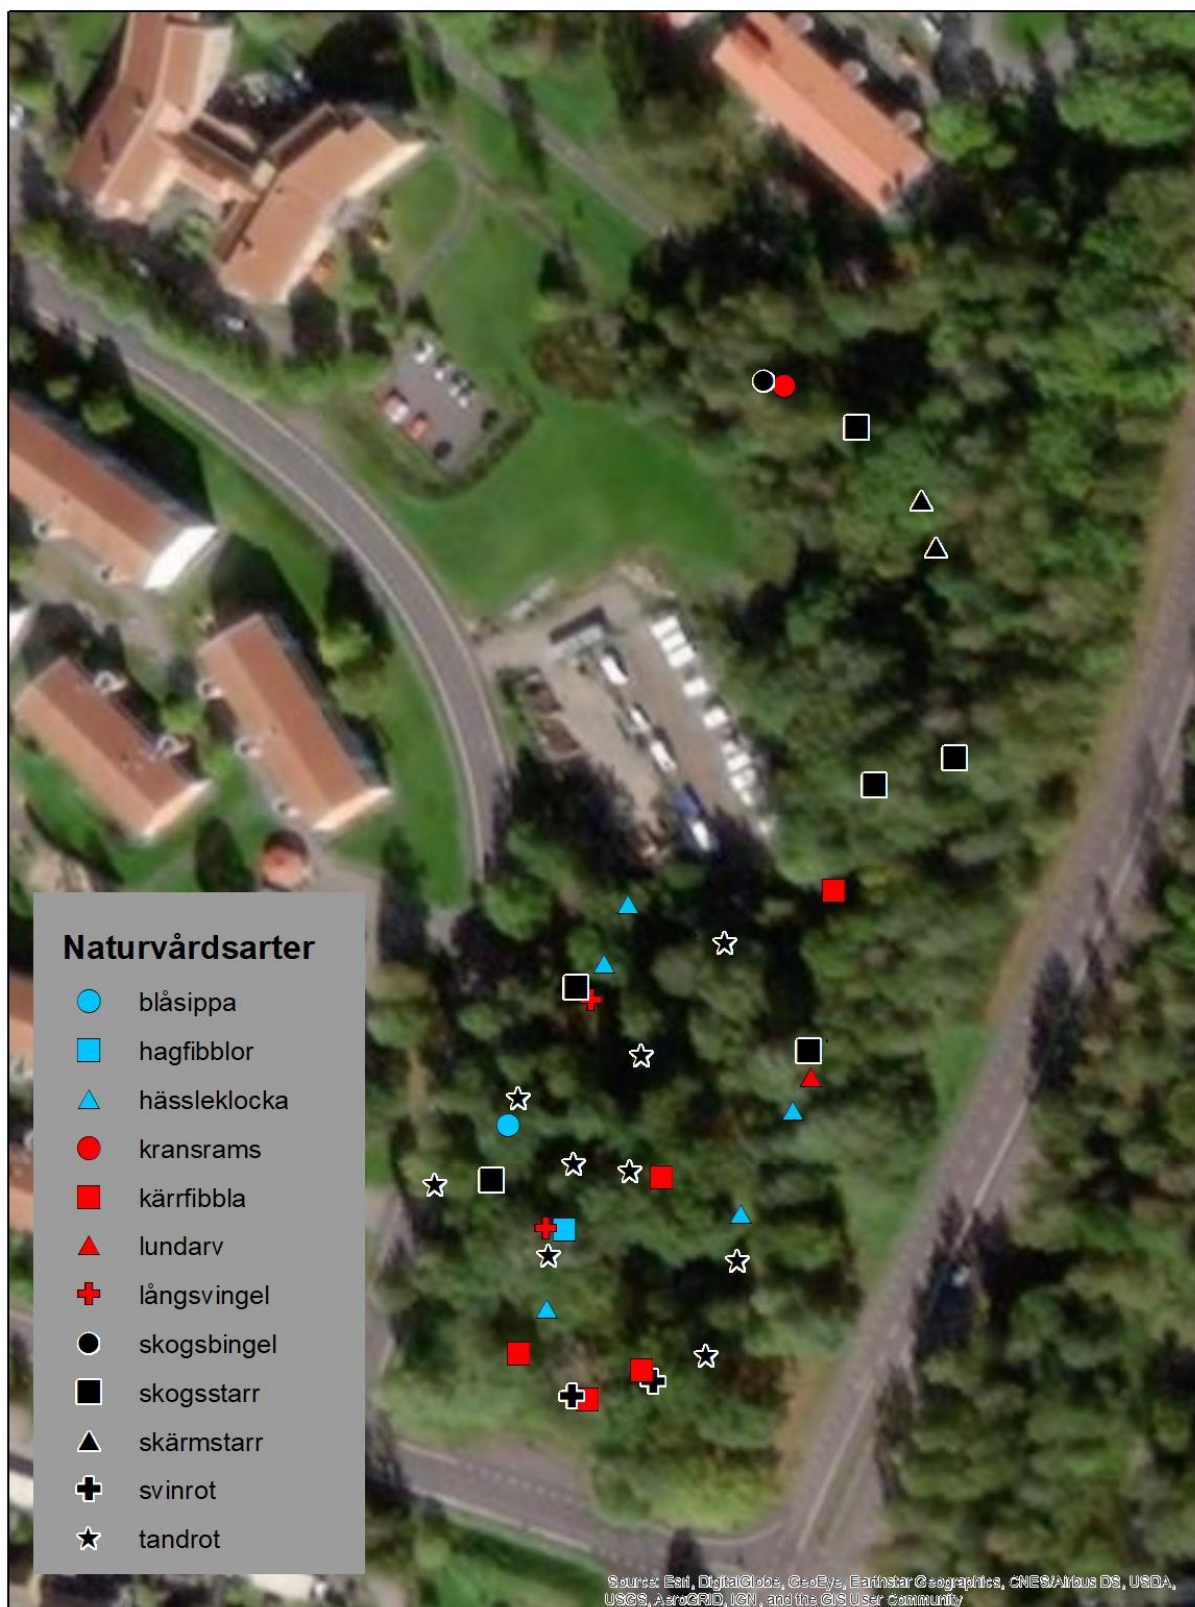 Naturvårdsarter
blåsippa
hagfibblor
hässleklocka
kransrams
kärrfibbla
lundarv
långsvingel
skogsbingel
skogsstarr
skärmstarr
svinrot
tandrot
Source: Esri, DigitalGlobe, GeoEye, Earthstar Geographics, CNES/Airbus DS, USDA,
USGS, AeroGRID, IGN, and the GIS User Community